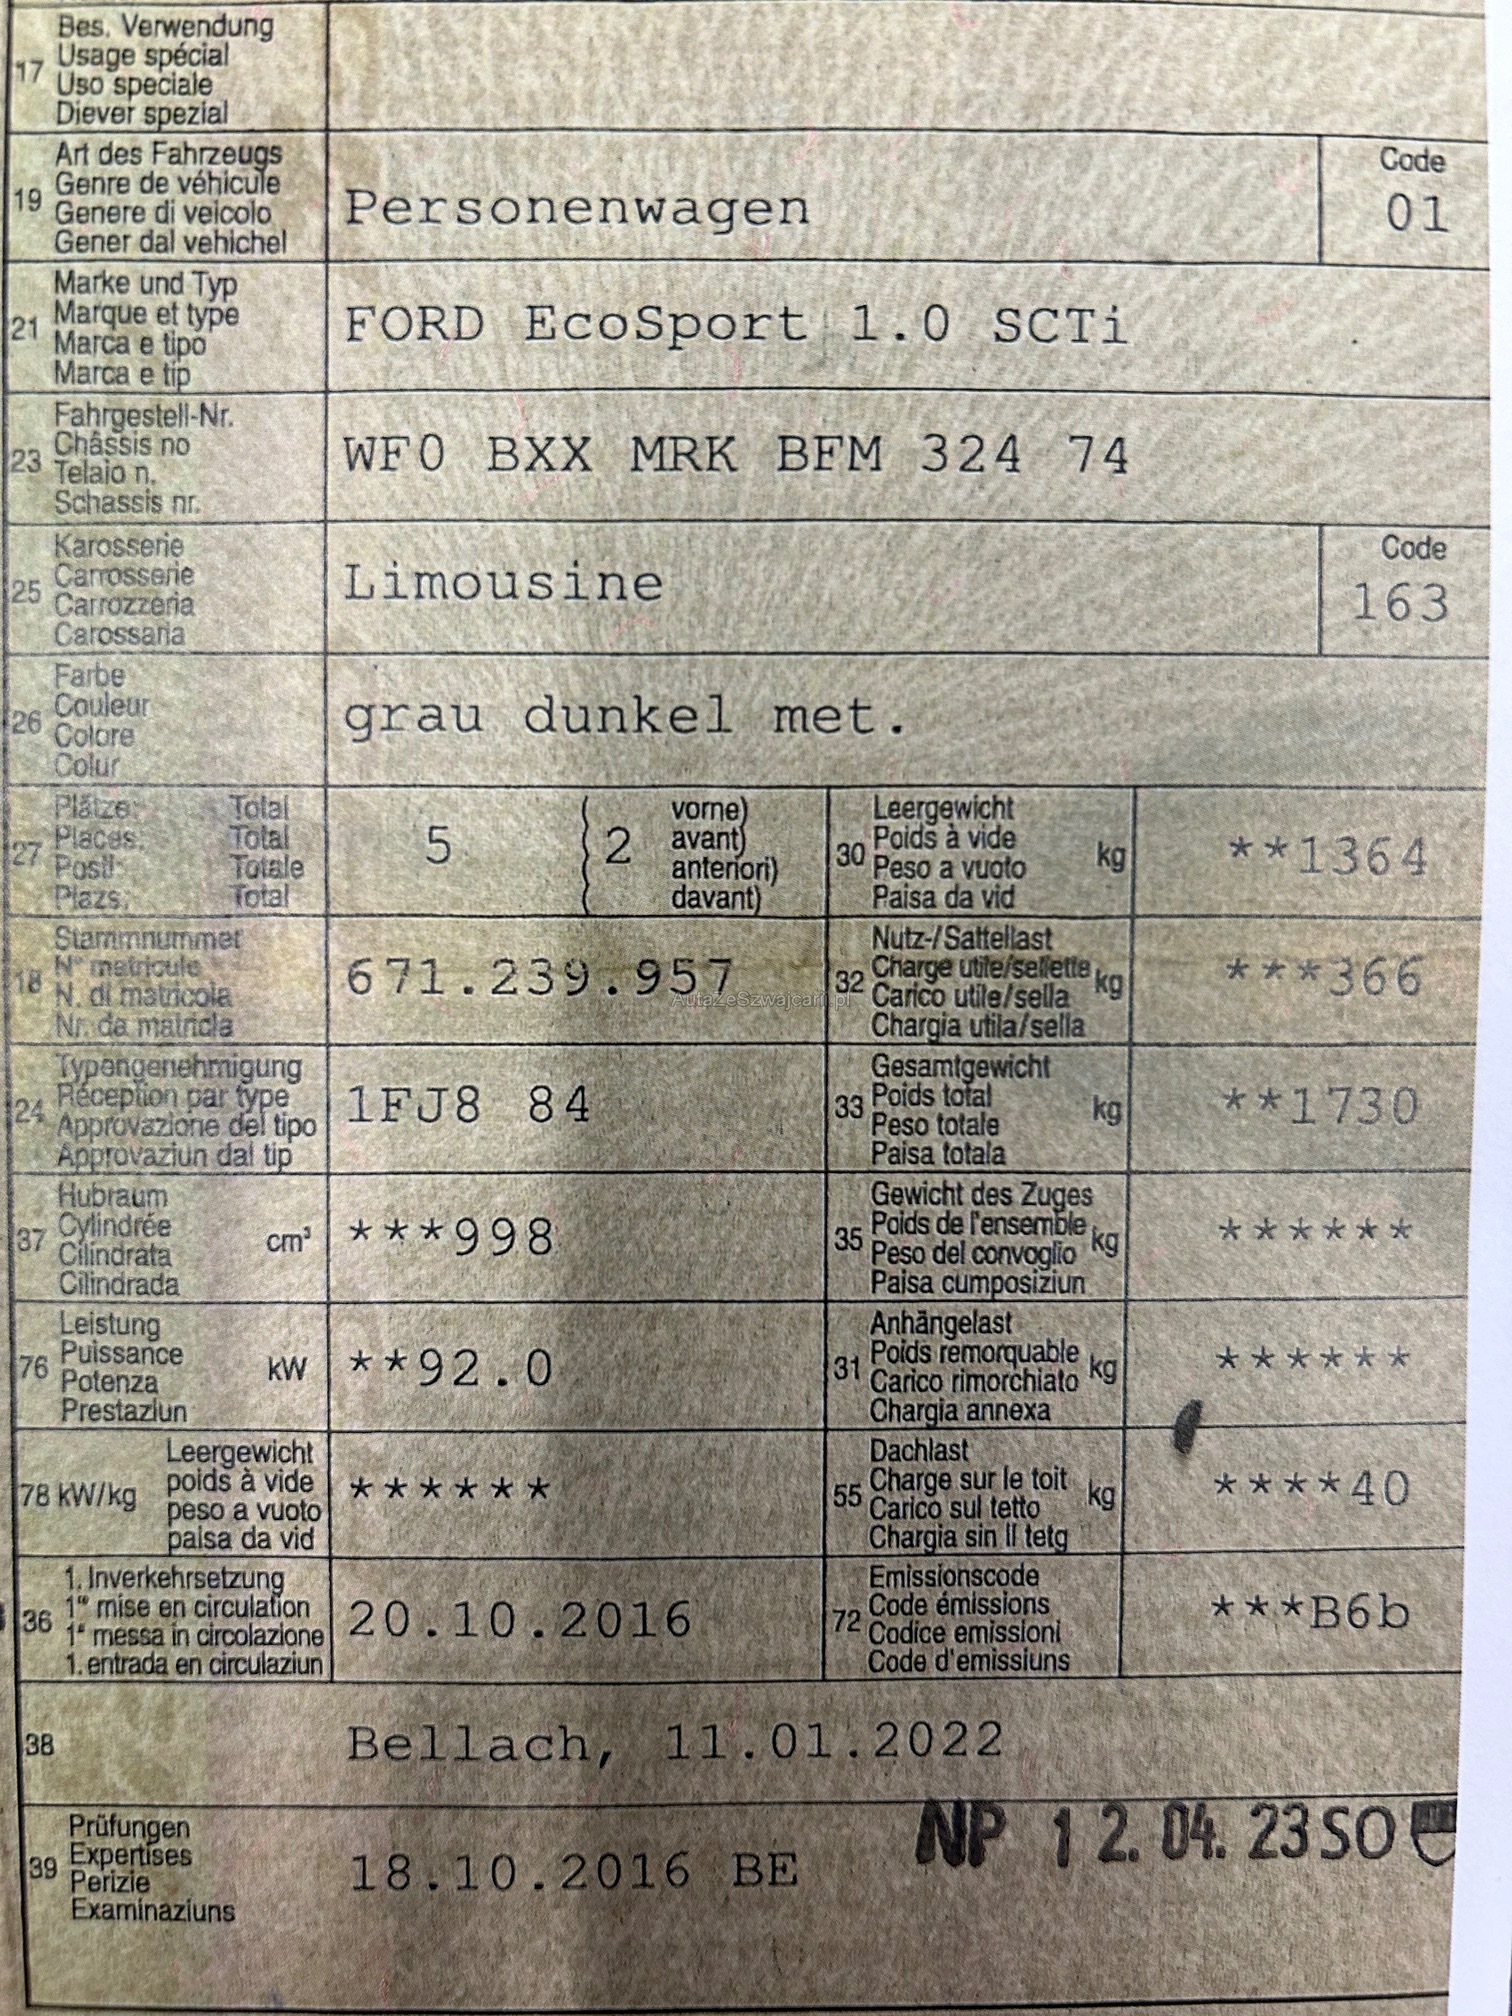 17 Bes. Verwendung
Usage spécial
Uso speciale
Diever spezial
19 Art des Fahrzeugs
Genre de véhicule
Genere di veicolo
Gener dal vehichel
Personenwagen
Code
01
21 Marke und Typ
Marque et type
Marca e tipo
Marca e tip
FORD EcoSport 1.0 SCTi
23 Fahrgestell-Nr.
Châssis no
Telaio n.
Schassis nr.
WF0 BXX MRK BFM 324 74
25 Karosserie
Carrosserie
Carrozzeria
Carossaria
Limousine
Code
163
26 Farbe
Couleur
Colore
Colur
grau dunkel met.
27 Plätze: Total
Places: Total
Posti: Totale
Plazs: Total
5
2
vorne)
avant)
anteriori)
davant)
30 Leergewicht
Poids à vide
Peso a vuoto
Paisa da vid
kg
**1364
18 Stammnummer
N° matricule
N. di matricola
Nr. da matricla
671.239.957
32 Nutz-/Sattellast
Charge utile/sellette
Carico utile/sella
Chargia utila/sella
kg
***366
AutaZeSzwajcarii.pl
24 Typengenehmigung
Réception par type
Approvazione del tipo
Approvaziun dal tip
1FJ8 84
33 Gesamtgewicht
Poids total
Peso totale
Paisa totala
kg
**1730
37 Hubraum
Cylindrée
Cilindrata
Cilindrada
cm³
***998
35 Gewicht des Zuges
Poids de l'ensemble
Peso del convoglio
Paisa cumposiziun
kg
******
76 Leistung
Puissance
Potenza
Prestaziun
kW
**92.0
31 Anhängelast
Poids remorquable
Carico rimorchiato
Chargia annexa
kg
******
78 kW/kg
Leergewicht
poids à vide
peso a vuoto
paisa da vid
******
55 Dachlast
Charge sur le toit
Carico sul tetto
Chargia sin il tetg
kg
****40
36 1. Inverkehrsetzung
1re mise en circulation
1a messa in circolazione
1. entrada en circulaziun
20.10.2016
72 Emissionscode
Code émissions
Codice emissioni
Code d'emissiuns
***B6b
38 Bellach, 11.01.2022
39 Prüfungen
Expertises
Perizie
Examinaziuns
18.10.2016 BE
NP 12.04.23 SO